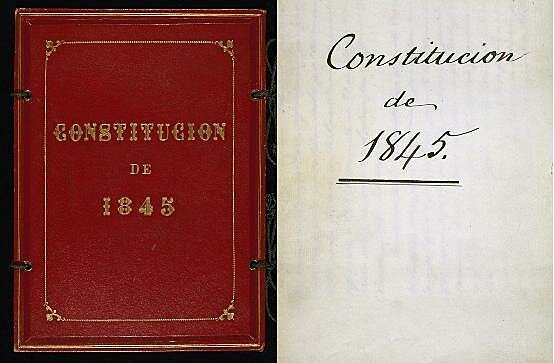 CONSTITUCION
DE
1845
Constitucion
de
1845.